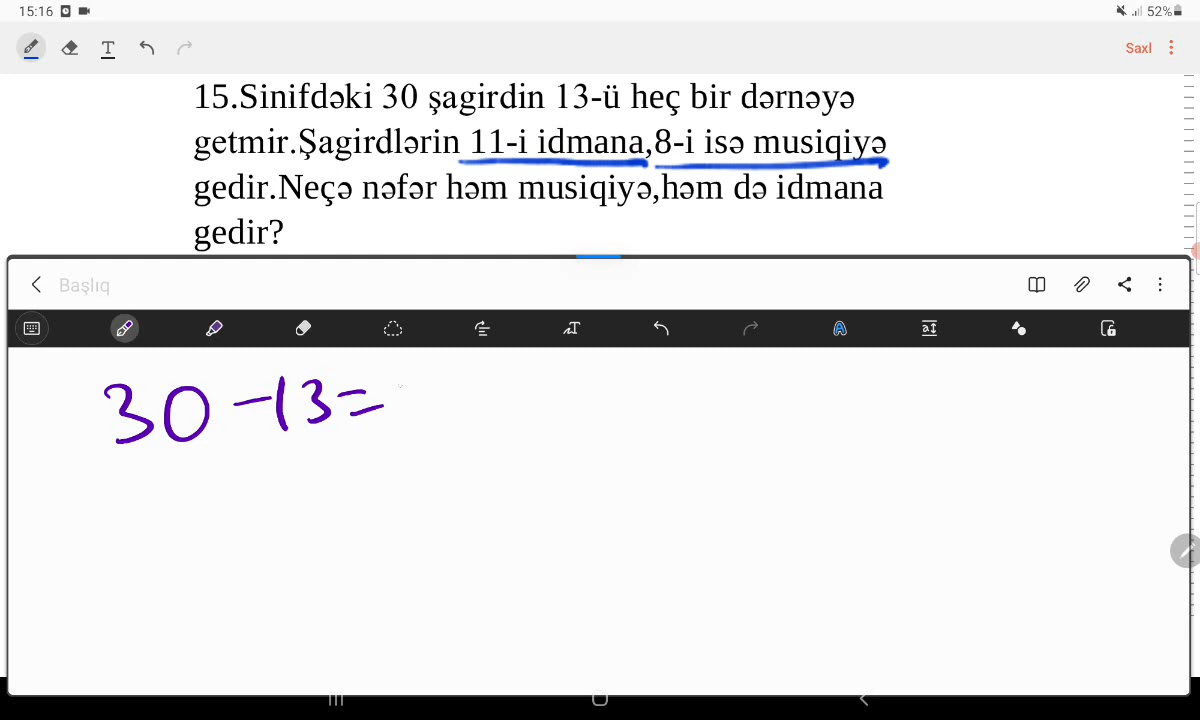 15:16
52%
T
Saxl
15.Sinifdəki 30 şagirdin 13-ü heç bir dərnəyə
getmir.Şagirdlərin 11-i idmana,8-i isə musiqiyə
gedir.Neçə nəfər həm musiqiyə,həm də idmana
gedir?
Başlıq
30-13=